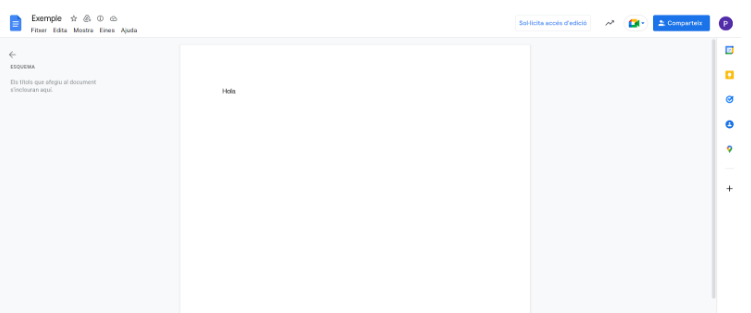 Exemple
Sol·licita accés d'edició
Comparteix
P
Fitxer Edita Mostra Eines Ajuda
ESQUEMA
Els títols que afegiu al document
s'inclouran aquí.
Hola